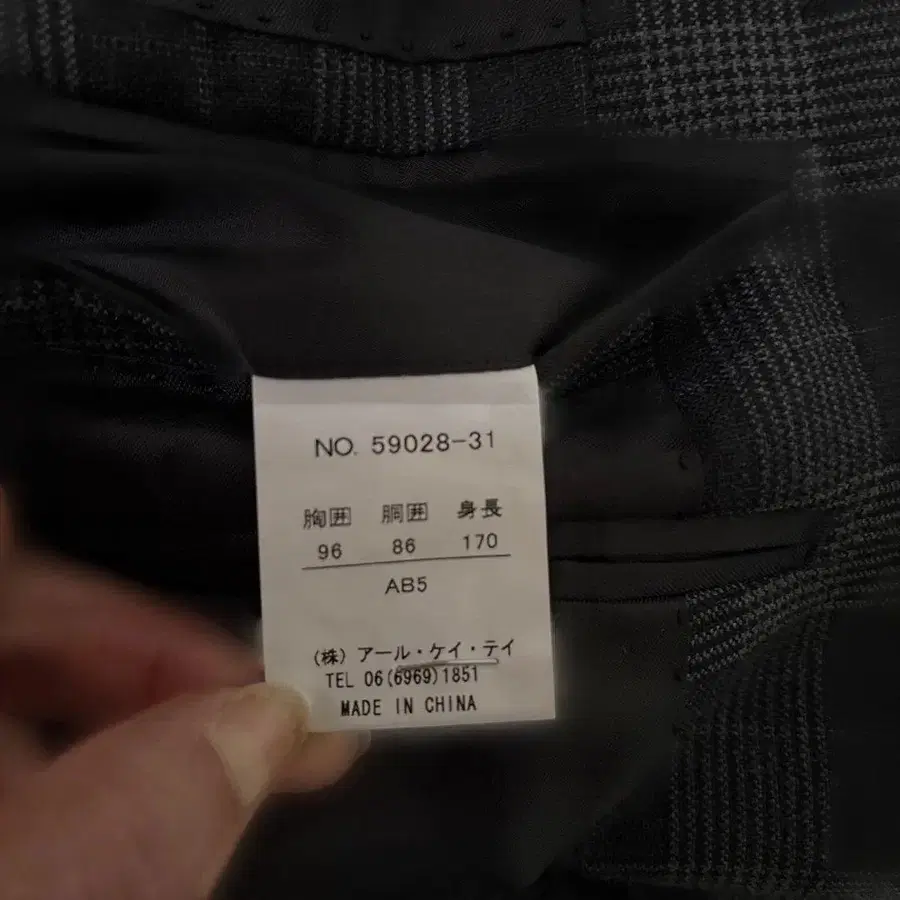 NO. 59028-31
胸囲 胴囲 身長
96 86 170
AB5
(株) アール・ケイ・テイ
TEL 06(6969)1851
MADE IN CHINA